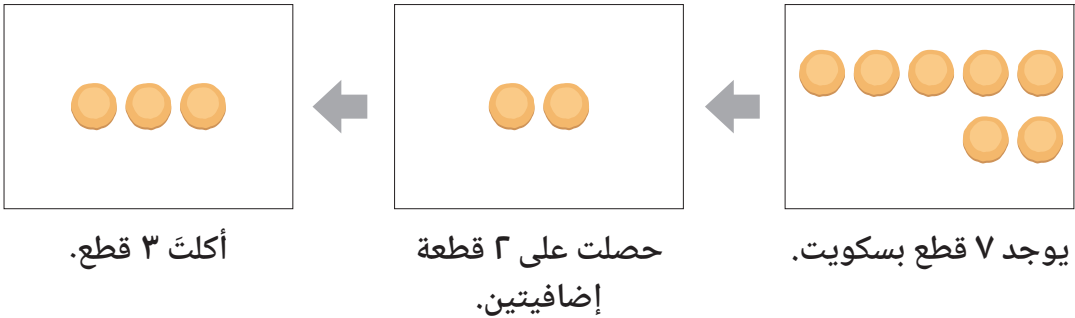 يوجد ٧ قطع بسكويت.
حصلت على ٢ قطعة
إضافيتين.
أكلتَ ٣ قطع.